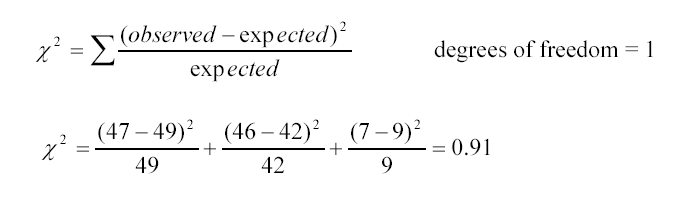 χ² = ∑ (observed − expected)² / expected degrees of freedom = 1
χ² = (47 − 49)² / 49 + (46 − 42)² / 42 + (7 − 9)² / 9 = 0.91